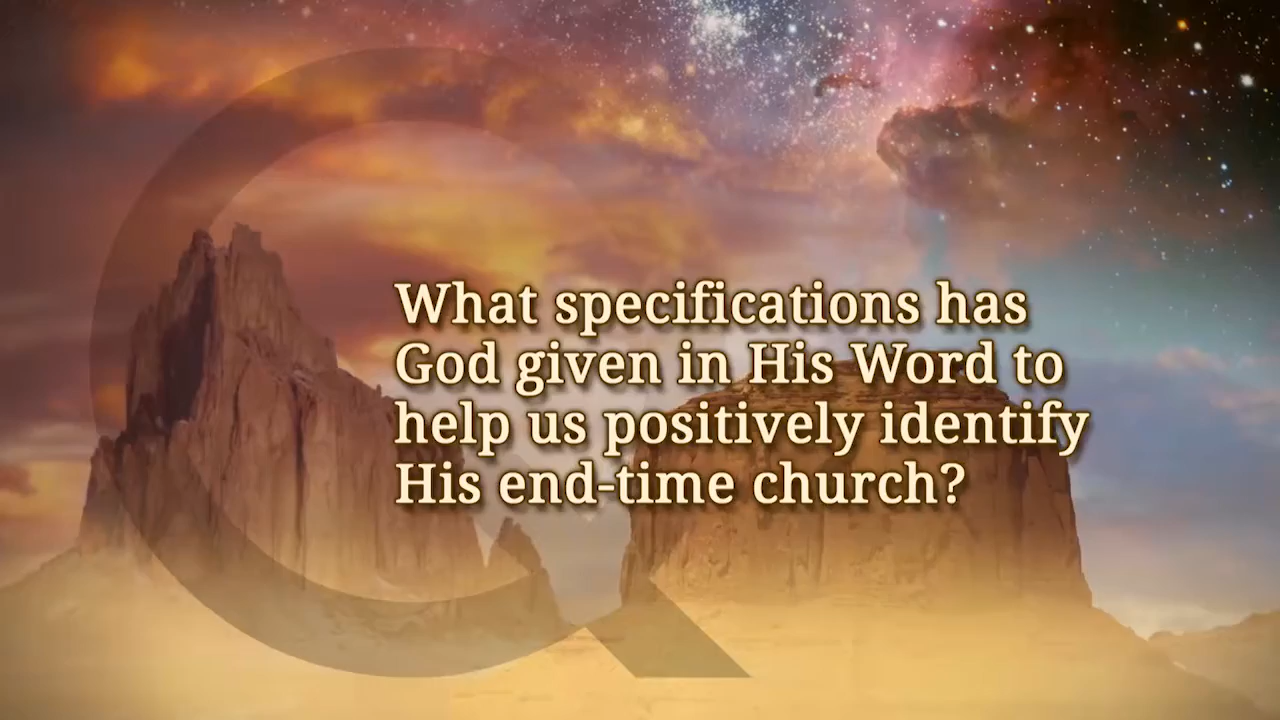 What specifications has
God given in His Word to
help us positively identify
His end-time church?